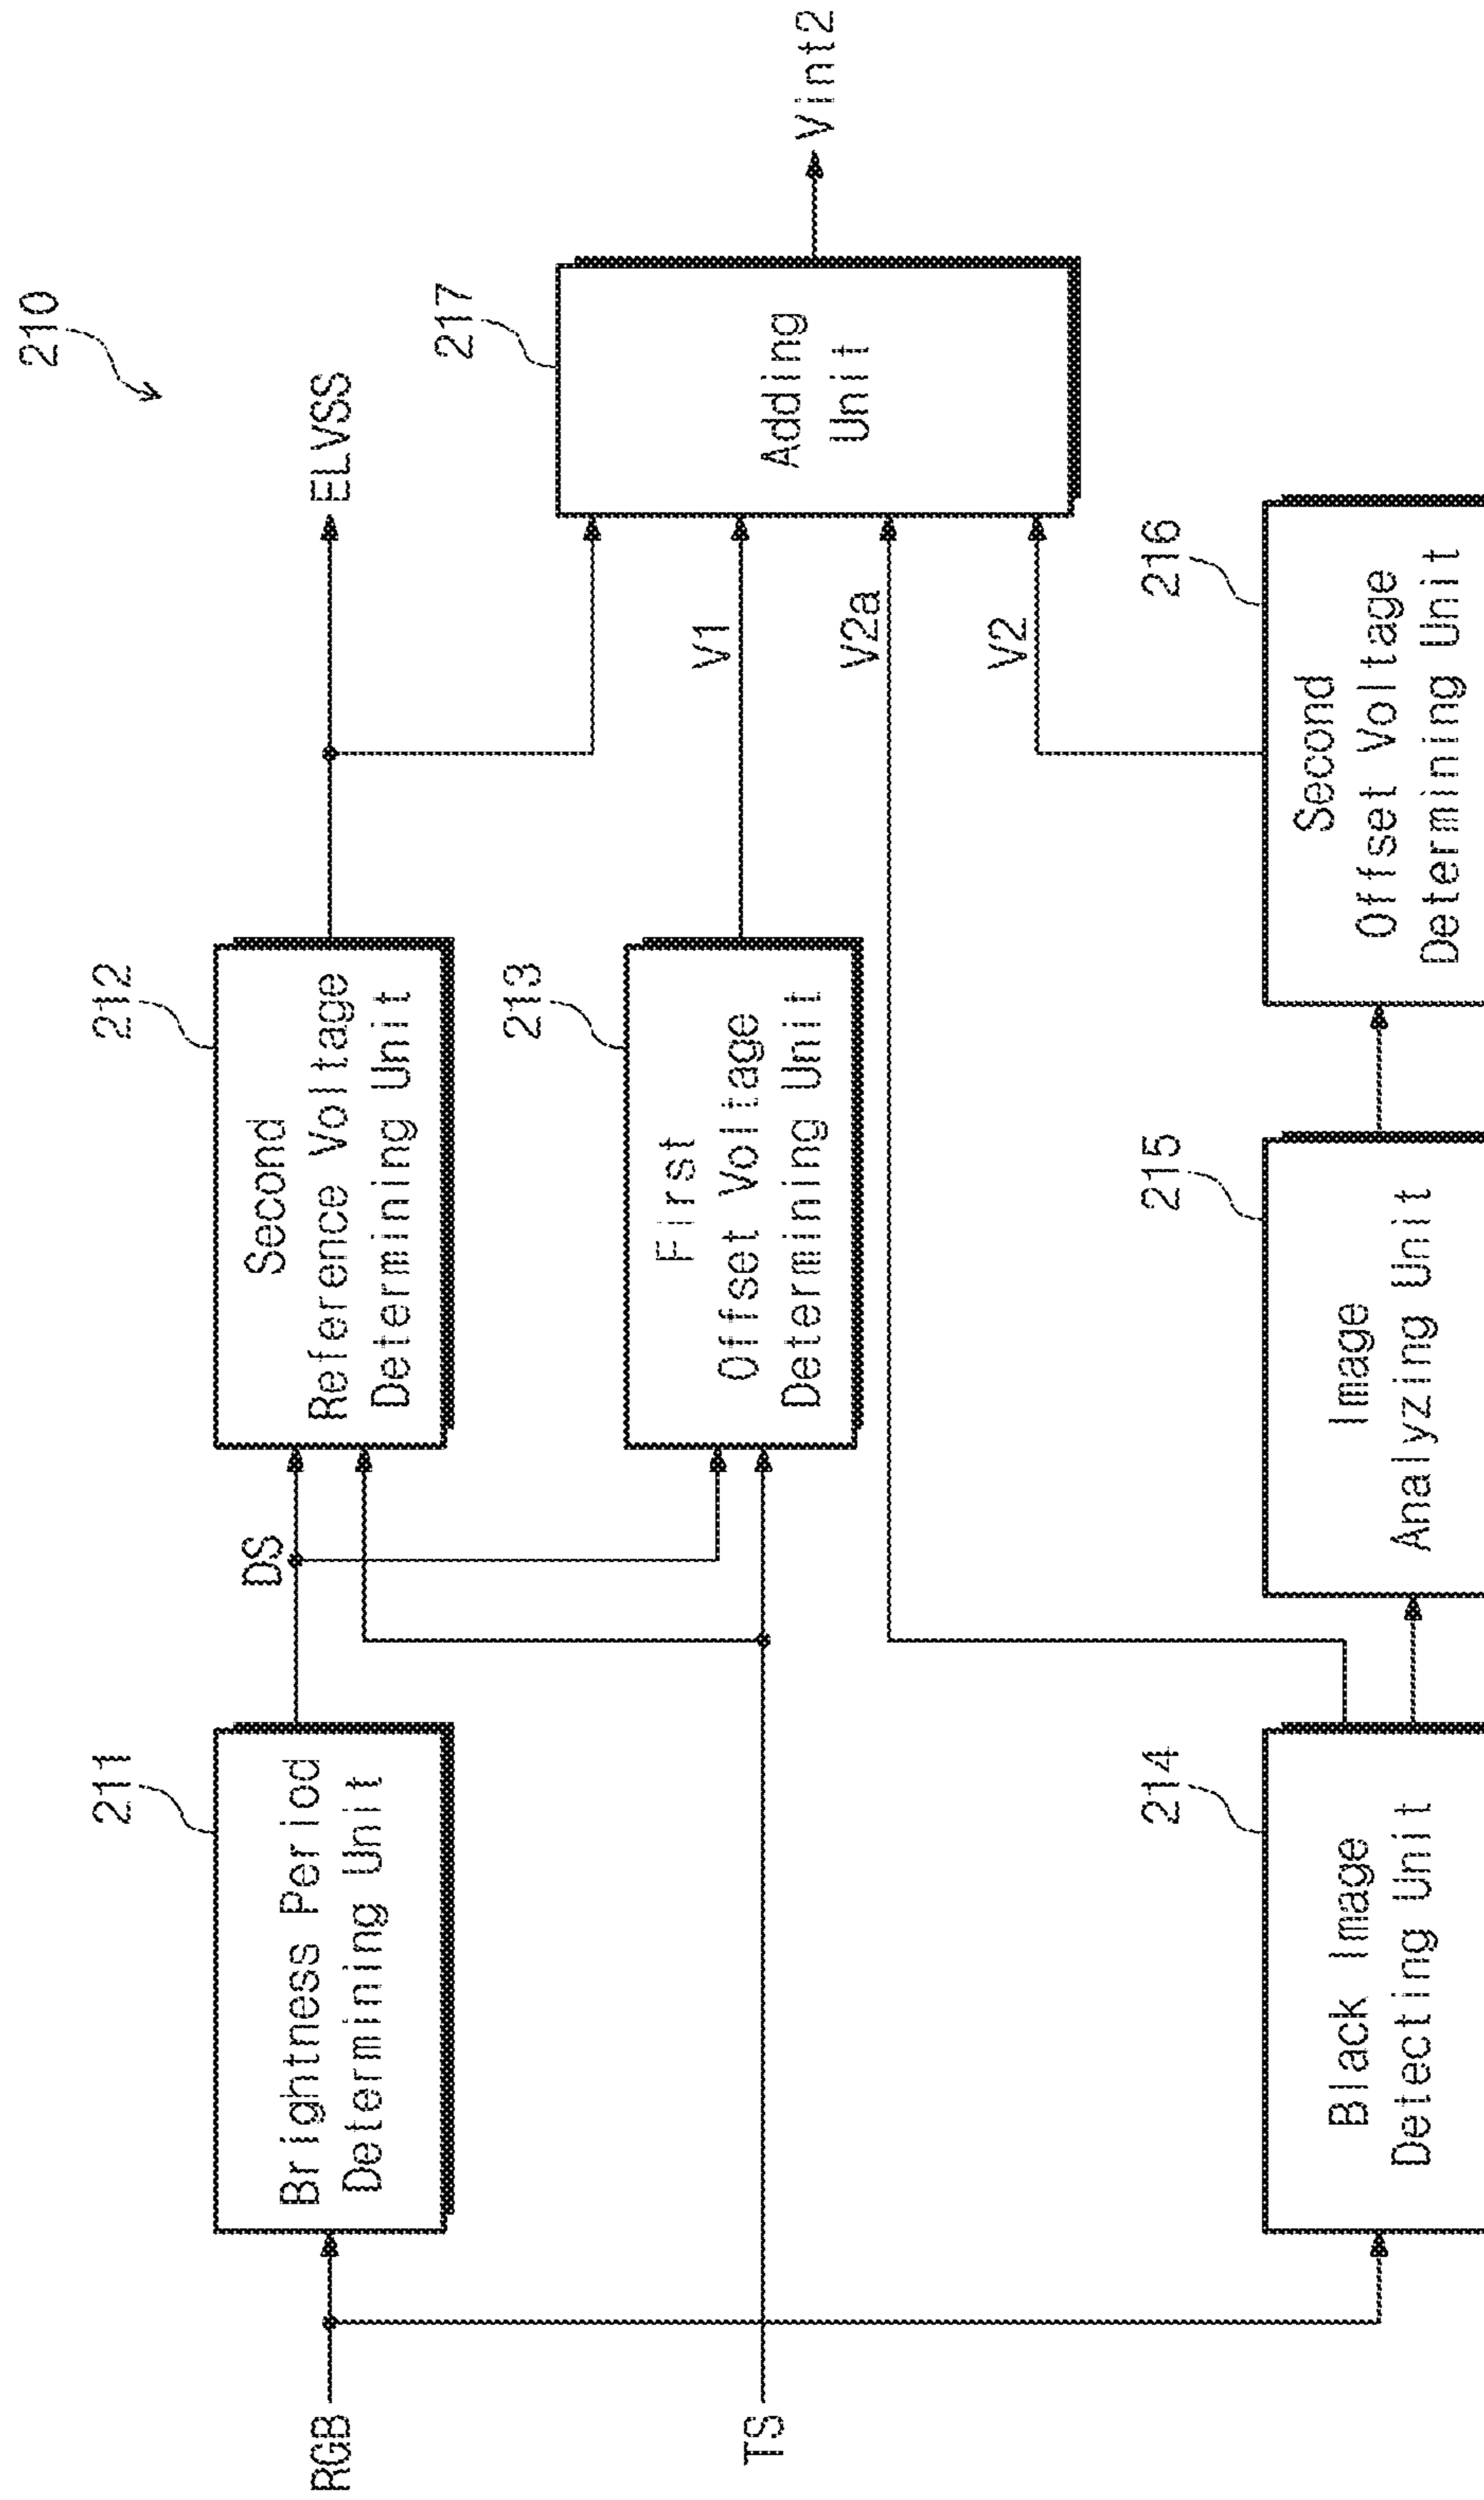 210
211
Brightness Period
Determining Unit
DS
212
Second
Reference Voltage
Determining Unit
ELVSS
RGB
213
First
Offset Voltage
Determining Unit
V1
217
Adding
Unit
Vint2
TS
V2a
V2
214
Black Image
Detecting Unit
215
Image
Analyzing Unit
216
Second
Offset Voltage
Determining Unit